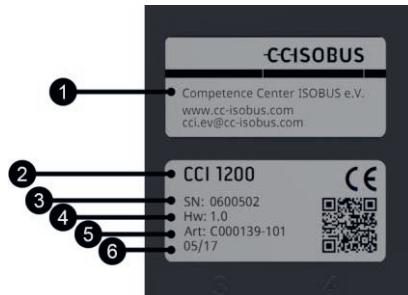 CCISOBUS
1
Competence Center ISOBUS e.V.
www.cc-isobus.com
cci.ev@cc-isobus.com
2
CCI 1200
CE
3
SN: 0600502
4
Hw: 1.0
5
Art: C000139-101
6
05/17